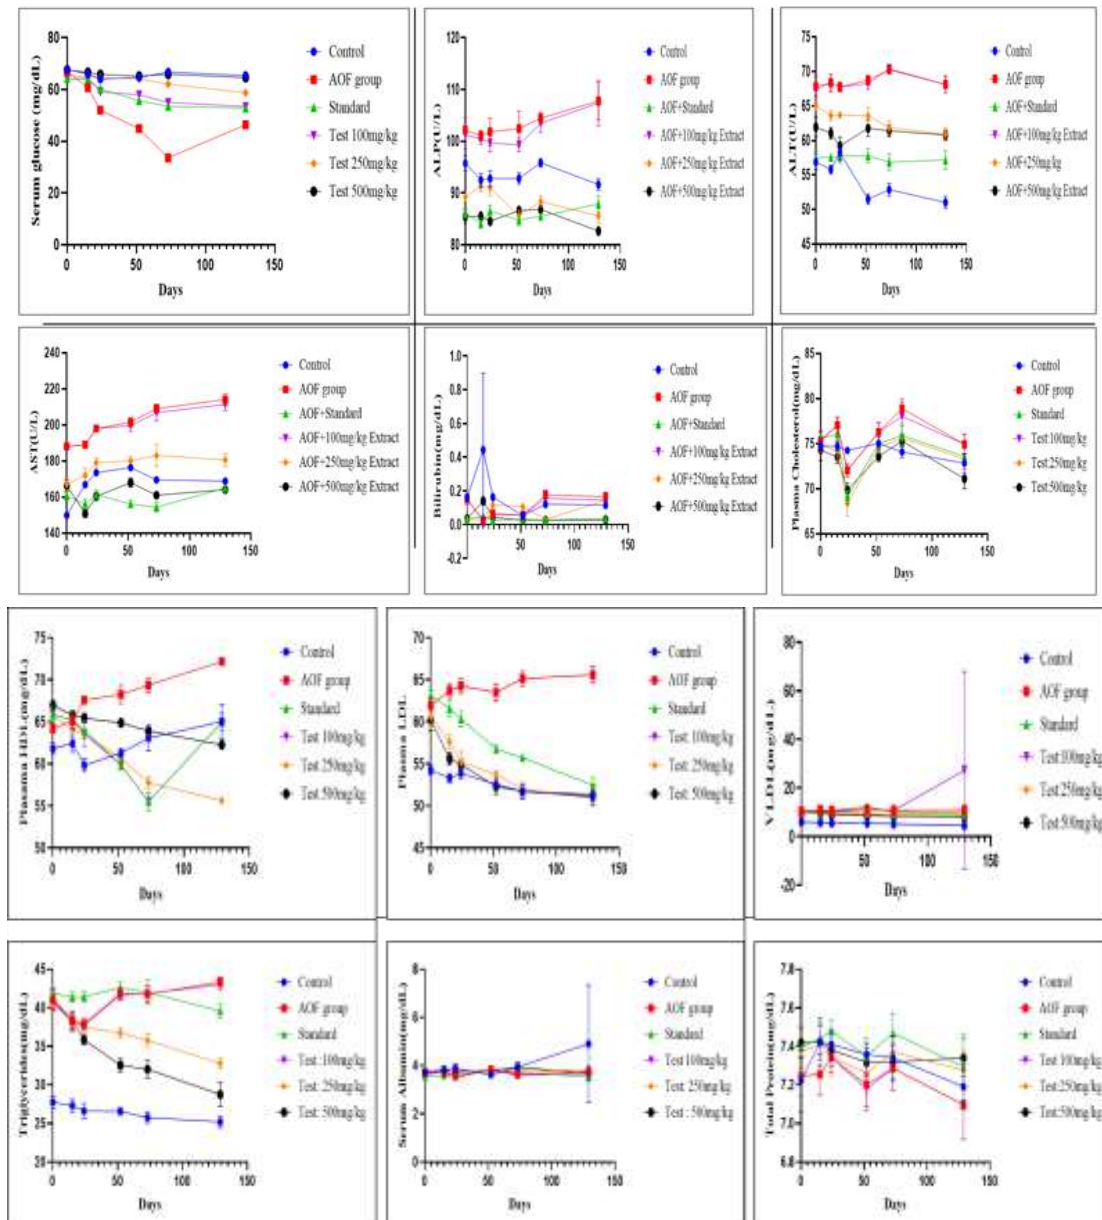 Serum glucose (mg/dL)
80
60
40
20
0
0 50 100 150
Days
Control
AOF group
Standard
Test 100mg/kg
Test 250mg/kg
Test 500mg/kg
ALP(U/L)
120
110
100
90
80
0 50 100 150
Days
Control
AOF group
AOF+Standard
AOF+100mg/kg Extract
AOF+250mg/kg Extract
AOF+500mg/kg Extract
ALT(U/L)
75
65
55
45
0 50 100 150
Days
Control
AOF group
AOF+Standard
AOF+100mg/kg Extract
AOF+250mg/kg
AOF+500mg/kg Extract
AST(U/L)
240
220
200
180
160
140
0 50 100 150
Days
Control
AOF group
AOF+Standard
AOF+100mg/kg Extract
AOF+250mg/kg Extract
AOF+500mg/kg Extract
Bilirubin(mg/dL)
1.0
0.8
0.6
0.4
0.2
0.0
-0.2
50 100 150
Days
Control
AOF group
AOF+Standard
AOF+100mg/kg Extract
AOF+250mg/kg Extract
AOF+500mg/kg Extract
Plasma Cholesterol(mg/dL)
85
80
75
70
65
0 50 100 150
Days
Control
AOF group
Standard
Test:100mg/kg
Test:250mg/kg
Test:500mg/kg
Plasma HDL(mg/dL)
75
70
65
60
55
50
0 50 100 150
Days
Control
AOF group
Standard
Test: 100mg/kg
Test: 250mg/kg
Test:500mg/kg
Plasma LDL
70
65
60
55
50
45
0 50 100 150
Days
Control
AOF group
Standard
Test: 100mg/kg
Test: 250mg/kg
Test: 500mg/kg
VLDL(mg/dL)
80
60
40
20
0
-20
50 100 150
Days
Control
AOF group
Standard
Test:100mg/kg
Test:250mg/kg
Test:500mg/kg
Triglycerides(mg/dL)
45
40
35
30
25
20
0 50 100 150
Days
Control
AOF group
Standard
Test :100mg/kg
Test: 250mg/kg
Test: 500mg/kg
Serum Albumin(mg/dL)
8
6
4
2
0
0 50 100 150
Days
Control
AOF group
Standard
Test 100mg/kg
Test: 250mg/kg
Test : 500mg/kg
Total Protein(mg/dL)
7.8
7.6
7.4
7.2
7.0
6.8
0 50 100 150
Days
Control
AOF group
Standard
Test 100mg/kg
Test:250mg/kg
Test:500mg/kg